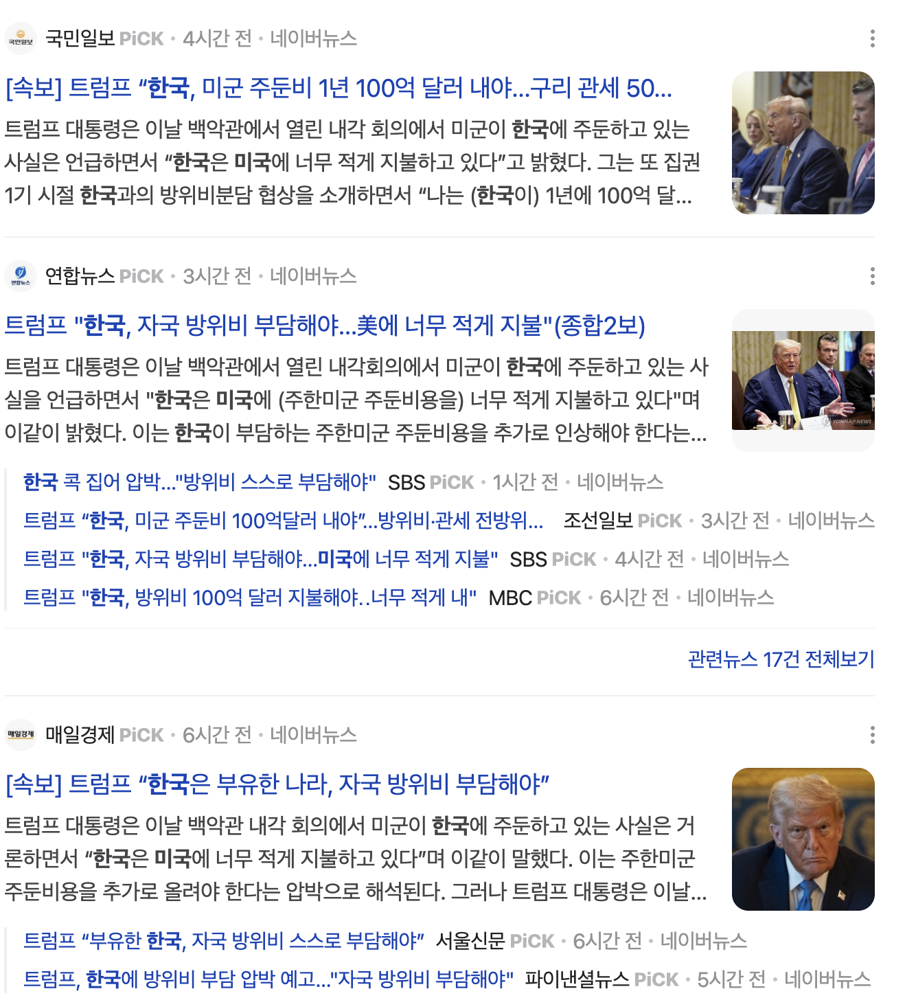 국민일보
국민일보 PiCK · 4시간 전 · 네이버뉴스
[속보] 트럼프 “한국, 미군 주둔비 1년 100억 달러 내야...구리 관세 50...
트럼프 대통령은 이날 백악관에서 열린 내각 회의에서 미군이 한국에 주둔하고 있는
사실은 언급하면서 “한국은 미국에 너무 적게 지불하고 있다”고 밝혔다. 그는 또 집권
1기 시절 한국과의 방위비분담 협상을 소개하면서 “나는 (한국이) 1년에 100억 달...
연합뉴스
연합뉴스 PiCK · 3시간 전 · 네이버뉴스
트럼프 "한국, 자국 방위비 부담해야...美에 너무 적게 지불"(종합2보)
트럼프 대통령은 이날 백악관에서 열린 내각회의에서 미군이 한국에 주둔하고 있는 사
실을 언급하면서 "한국은 미국에 (주한미군 주둔비용을) 너무 적게 지불하고 있다"며
이같이 밝혔다. 이는 한국이 부담하는 주한미군 주둔비용을 추가로 인상해야 한다는...
YONHAP NEWS
한국 콕 집어 압박..."방위비 스스로 부담해야" SBS PiCK · 1시간 전 · 네이버뉴스
트럼프 “한국, 미군 주둔비 100억달러 내야”...방위비·관세 전방위... 조선일보 PiCK · 3시간 전 · 네이버뉴스
트럼프 "한국, 자국 방위비 부담해야...미국에 너무 적게 지불" SBS PiCK · 4시간 전 · 네이버뉴스
트럼프 "한국, 방위비 100억 달러 지불해야‥너무 적게 내" MBC PiCK · 6시간 전 · 네이버뉴스
관련뉴스 17건 전체보기
매일경제
매일경제 PiCK · 6시간 전 · 네이버뉴스
[속보] 트럼프 “한국은 부유한 나라, 자국 방위비 부담해야”
트럼프 대통령은 이날 백악관 내각 회의에서 미군이 한국에 주둔하고 있는 사실은 거
론하면서 “한국은 미국에 너무 적게 지불하고 있다”며 이같이 말했다. 이는 주한미군
주둔비용을 추가로 올려야 한다는 압박으로 해석된다. 그러나 트럼프 대통령은 이날...
트럼프 “부유한 한국, 자국 방위비 스스로 부담해야” 서울신문 PiCK · 6시간 전 · 네이버뉴스
트럼프, 한국에 방위비 부담 압박 예고..."자국 방위비 부담해야" 파이낸셜뉴스 PiCK · 5시간 전 · 네이버뉴스